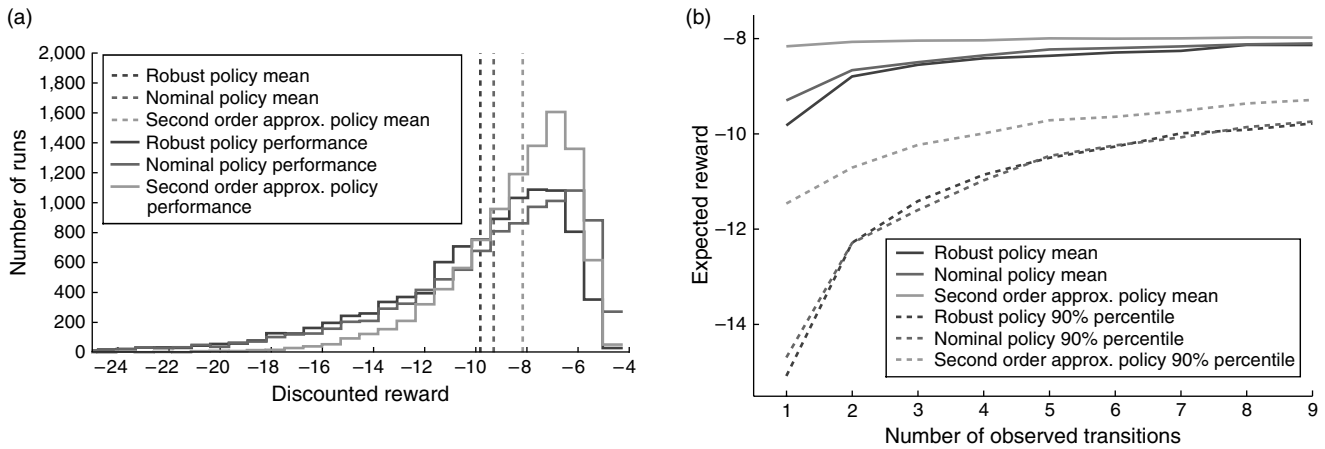 (a)
2,000
1,800
1,600
1,400
1,200
1,000
800
600
400
200
0
Number of runs
Robust policy mean
Nominal policy mean
Second order approx. policy mean
Robust policy performance
Nominal policy performance
Second order approx. policy
performance
−24 −22 −20 −18 −16 −14 −12 −10 −8 −6 −4
Discounted reward
(b)
−8
−10
−12
−14
Expected reward
Robust policy mean
Nominal policy mean
Second order approx. policy mean
Robust policy 90% percentile
Nominal policy 90% percentile
Second order approx. policy 90% percentile
1 2 3 4 5 6 7 8 9
Number of observed transitions